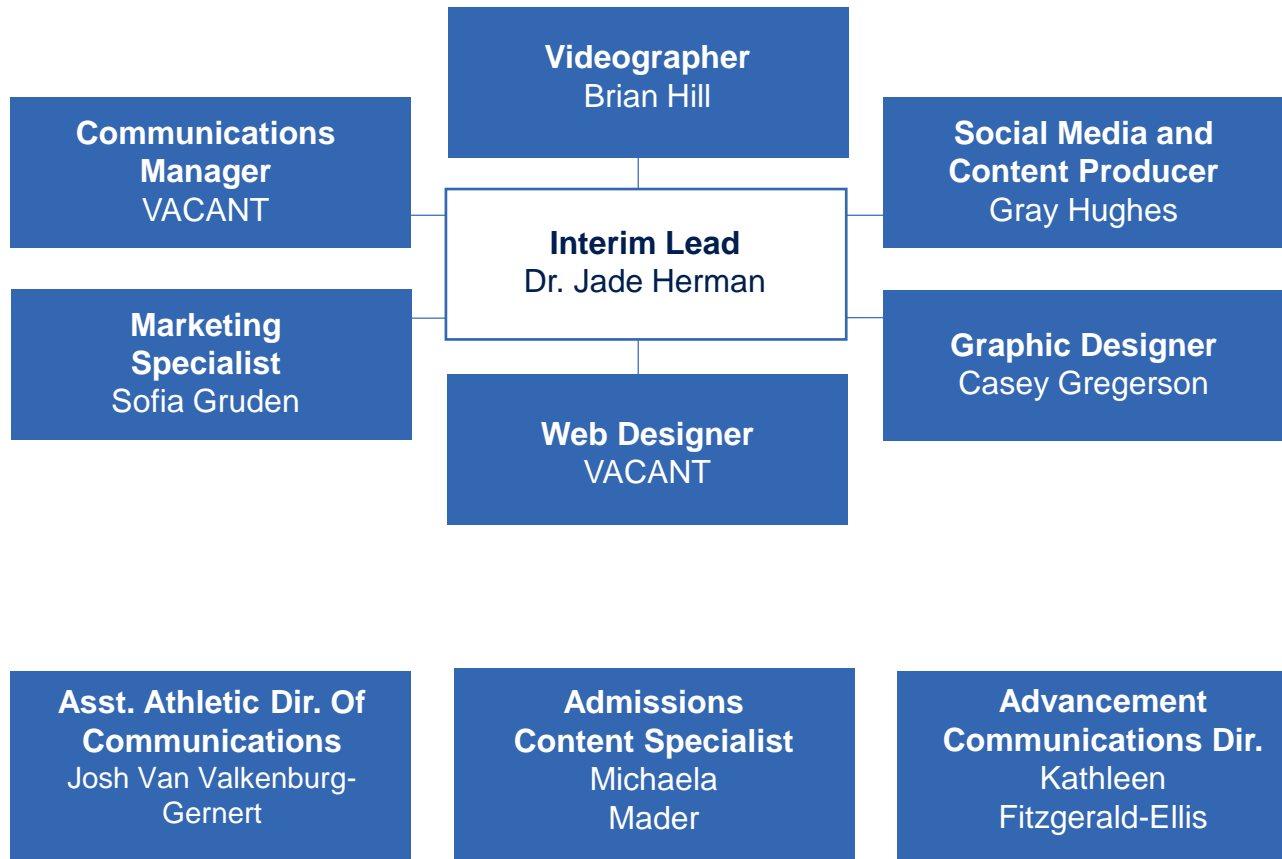 Videographer
Brian Hill
Communications
Manager
VACANT
Social Media and
Content Producer
Gray Hughes
Interim Lead
Dr. Jade Herman
Marketing
Specialist
Sofia Gruden
Graphic Designer
Casey Gregerson
Web Designer
VACANT
Asst. Athletic Dir. Of
Communications
Josh Van Valkenburg-
Gernert
Admissions
Content Specialist
Michaela
Mader
Advancement
Communications Dir.
Kathleen
Fitzgerald-Ellis